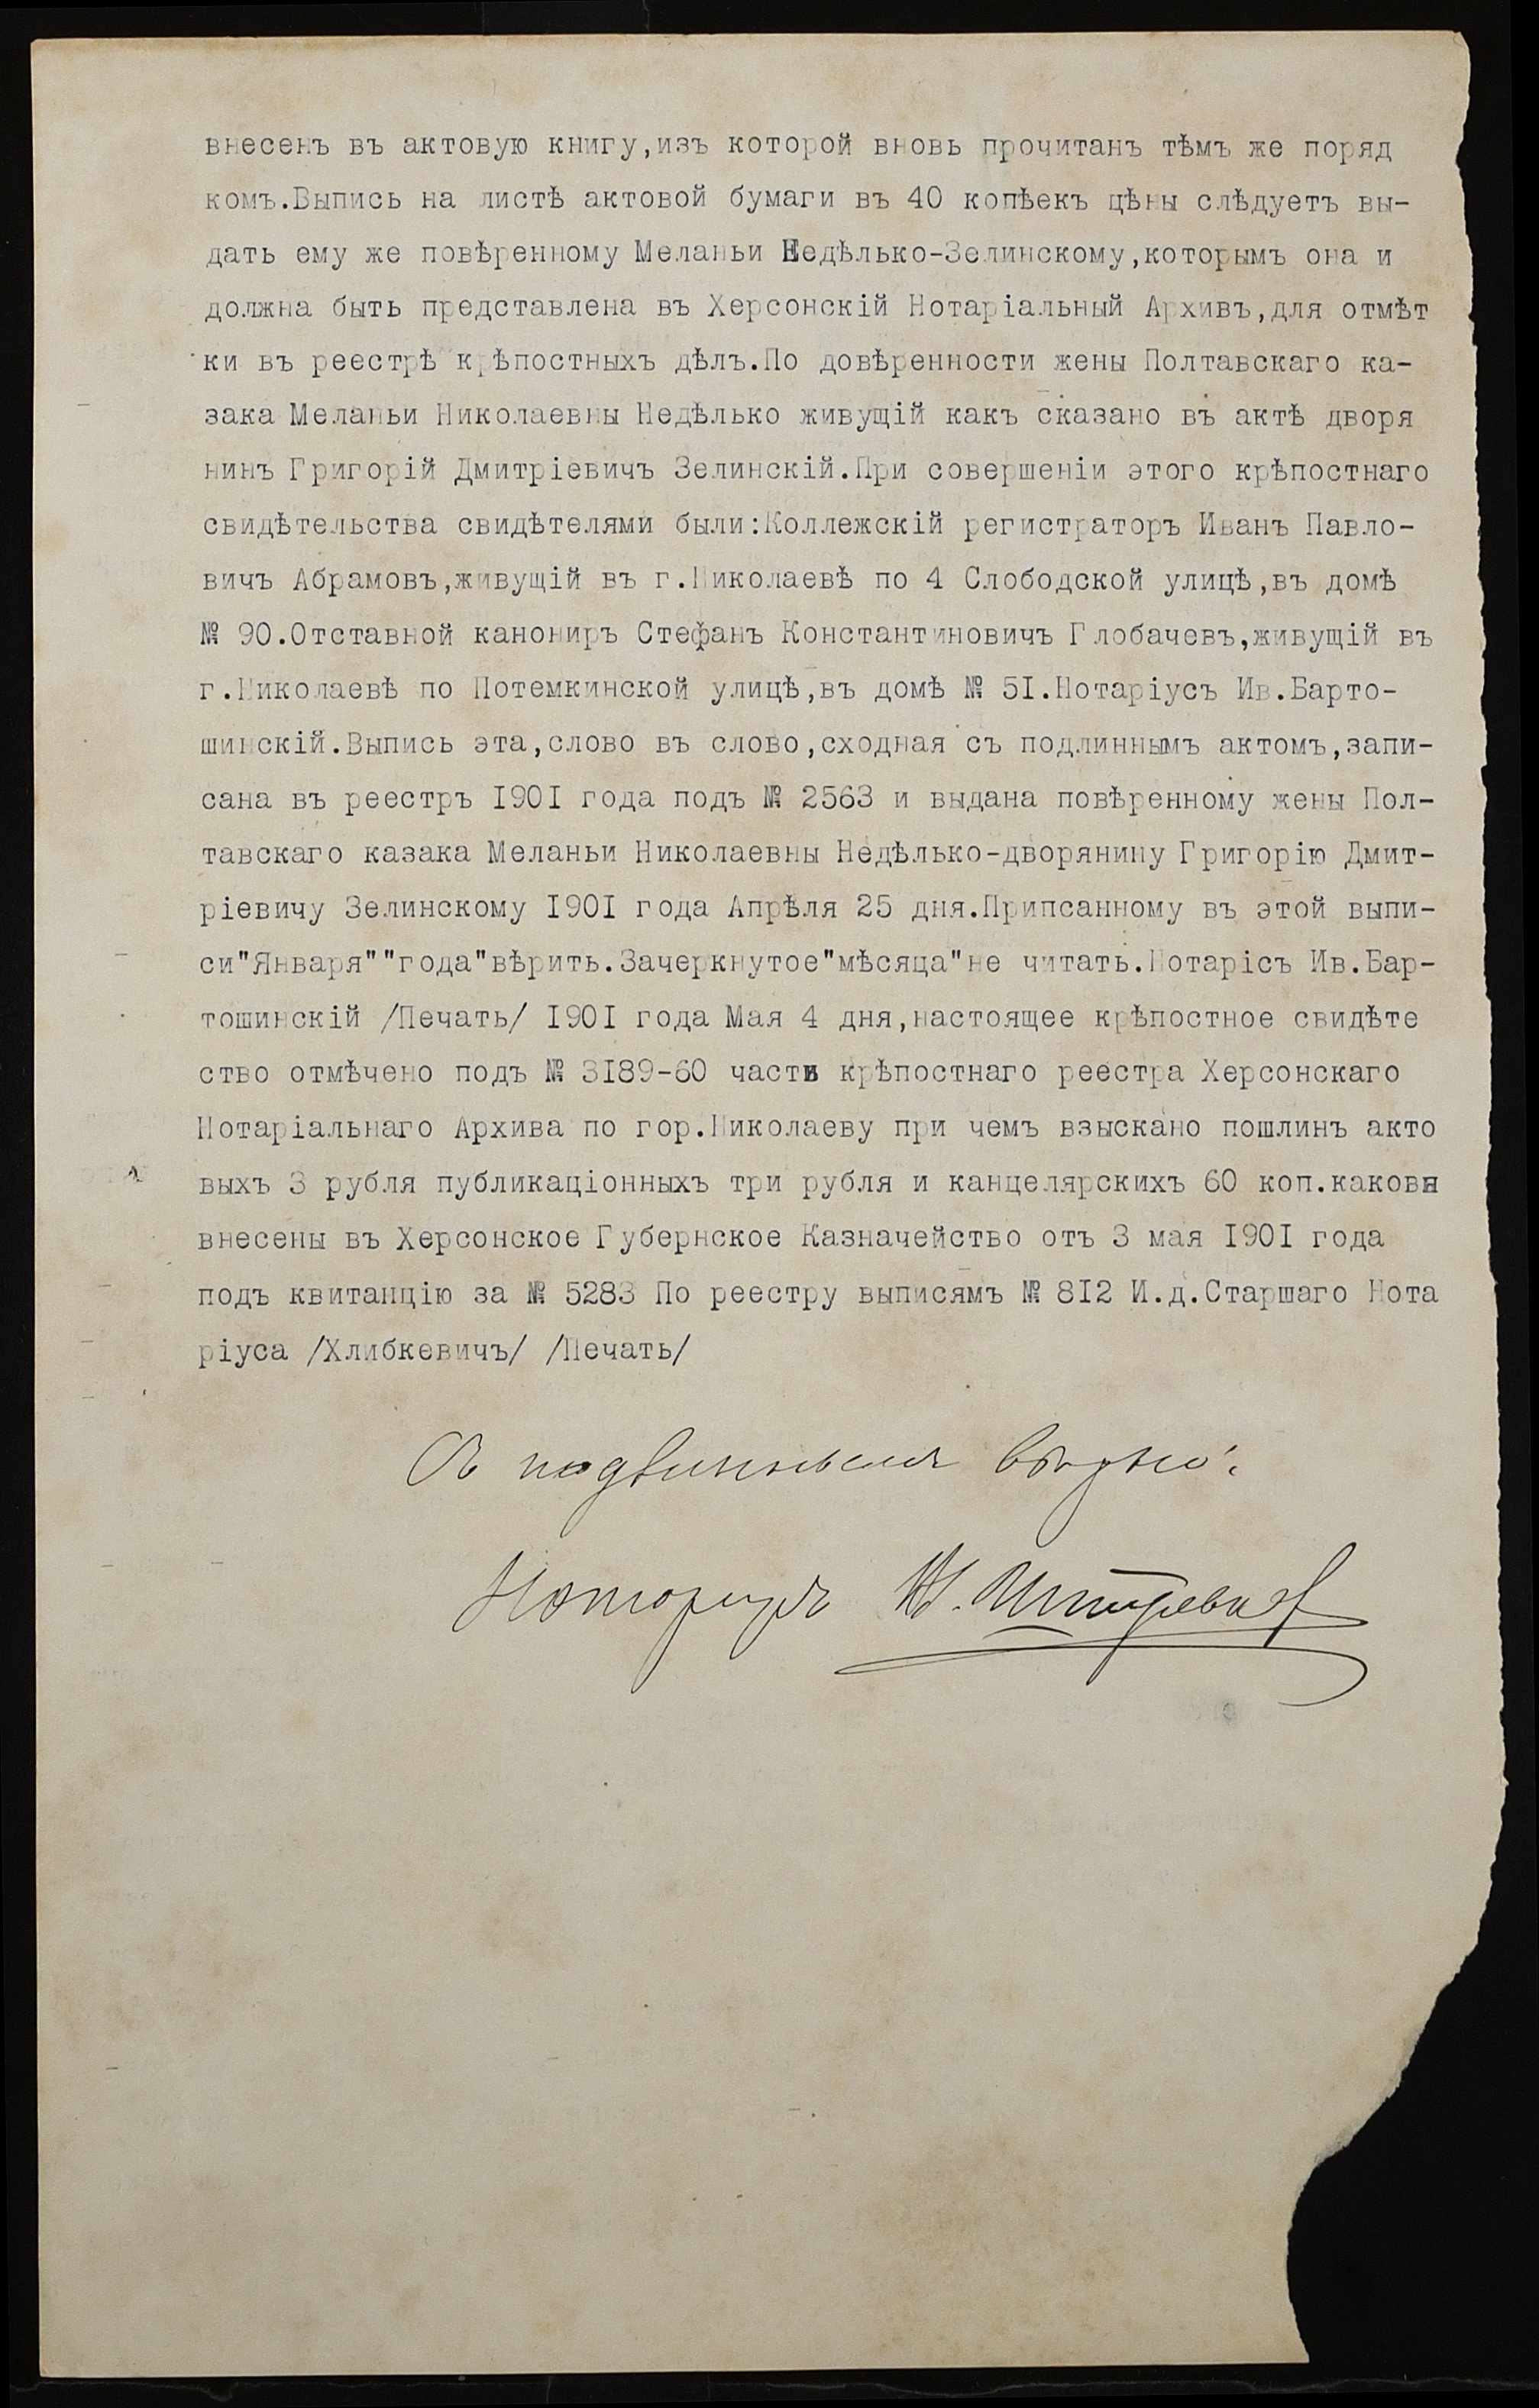 внесенъ въ актовую книгу,изъ которой вновь прочитанъ тѣмъ же поряд
комъ.Выпись на листѣ актовой бумаги въ 40 копѣекъ цѣны слѣдуетъ вы-
дать ему же повѣренному Меланьи Недѣлько-Зелинскому,которымъ она и
должна быть представлена въ Херсонскій Нотаріальный Архивъ,для отмѣт
ки въ реестрѣ крѣпостныхъ дѣлъ.По довѣренности жены Полтавскаго ка-
зака Меланьи Николаевны Недѣлько живущій какъ сказано въ актѣ дворя
нинъ Григорій Дмитріевичъ Зелинскій.При совершеніи этого крѣпостнаго
свидѣтельства свидѣтелями были:Коллежскій регистраторъ Иванъ Павло-
вичъ Абрамовъ,живущій въ г.Николаевѣ по 4 Слободской улицѣ,въ домѣ
№ 90.Отставной канониръ Стефанъ Константиновичъ Глобачевъ,живущій въ
г.Николаевѣ по Потемкинской улицѣ,въ домѣ № 5I.Нотаріусъ Ив.Барто-
шинскій.Выпись эта,слово въ слово,сходная съ подлиннымъ актомъ,запи-
сана въ реестръ I90I года подъ № 2563 и выдана повѣренному жены Пол-
тавскаго казака Меланьи Николаевны Недѣлько-дворянину Григорію Дмит-
ріевичу Зелинскому I90I года Апрѣля 25 дня.Припсанному въ этой выпи-
си"Января""года"вѣрить.Зачеркнутое"мѣсяца"не читать.Нотарісъ Ив.Бар-
тошинскій /Печать/ I90I года Мая 4 дня,настоящее крѣпостное свидѣте
ство отмѣчено подъ № 3I89-60 части крѣпостнаго реестра Херсонскаго
Нотаріальнаго Архива по гор.Николаеву при чемъ взыскано пошлинъ акто
выхъ 3 рубля публикаціонныхъ три рубля и канцелярскихъ 60 коп.каковя
внесены въ Херсонское Губернское Казначейство отъ 3 мая I90I года
подъ квитанцію за № 5283 По реестру выписямъ № 8I2 И.д.Старшаго Нота
ріуса /Хлибкевичъ/ /Печать/
Съ подлиннымъ вѣрно:
Нотаріусъ